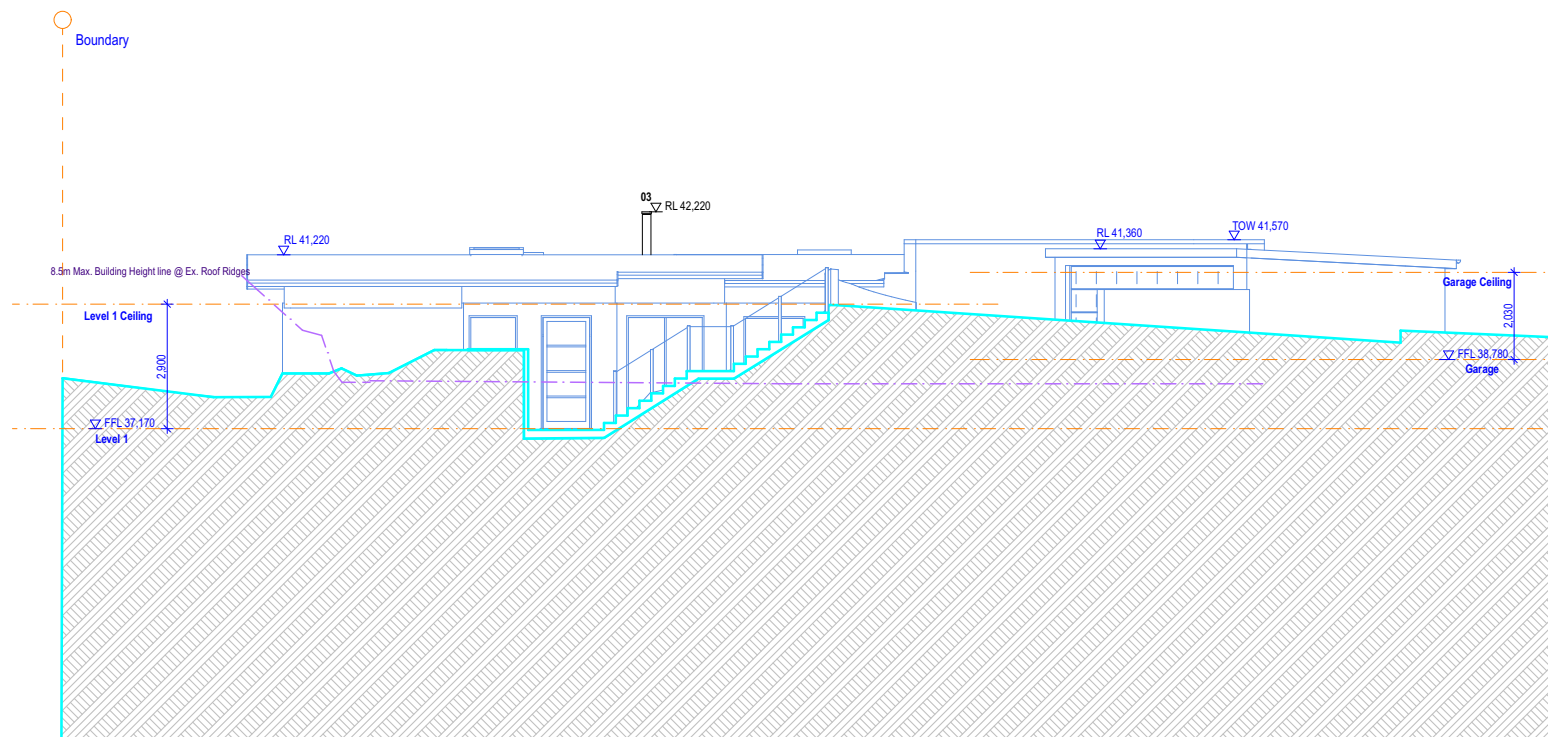 Boundary
03
RL 42,220
RL 41,220
TOW 41,570
RL 41,360
8.5m Max. Building Height line @ Ex. Roof Ridges
Garage Ceiling
Level 1 Ceiling
2,030
2,900
FFL 38,780
Garage
FFL 37,170
Level 1